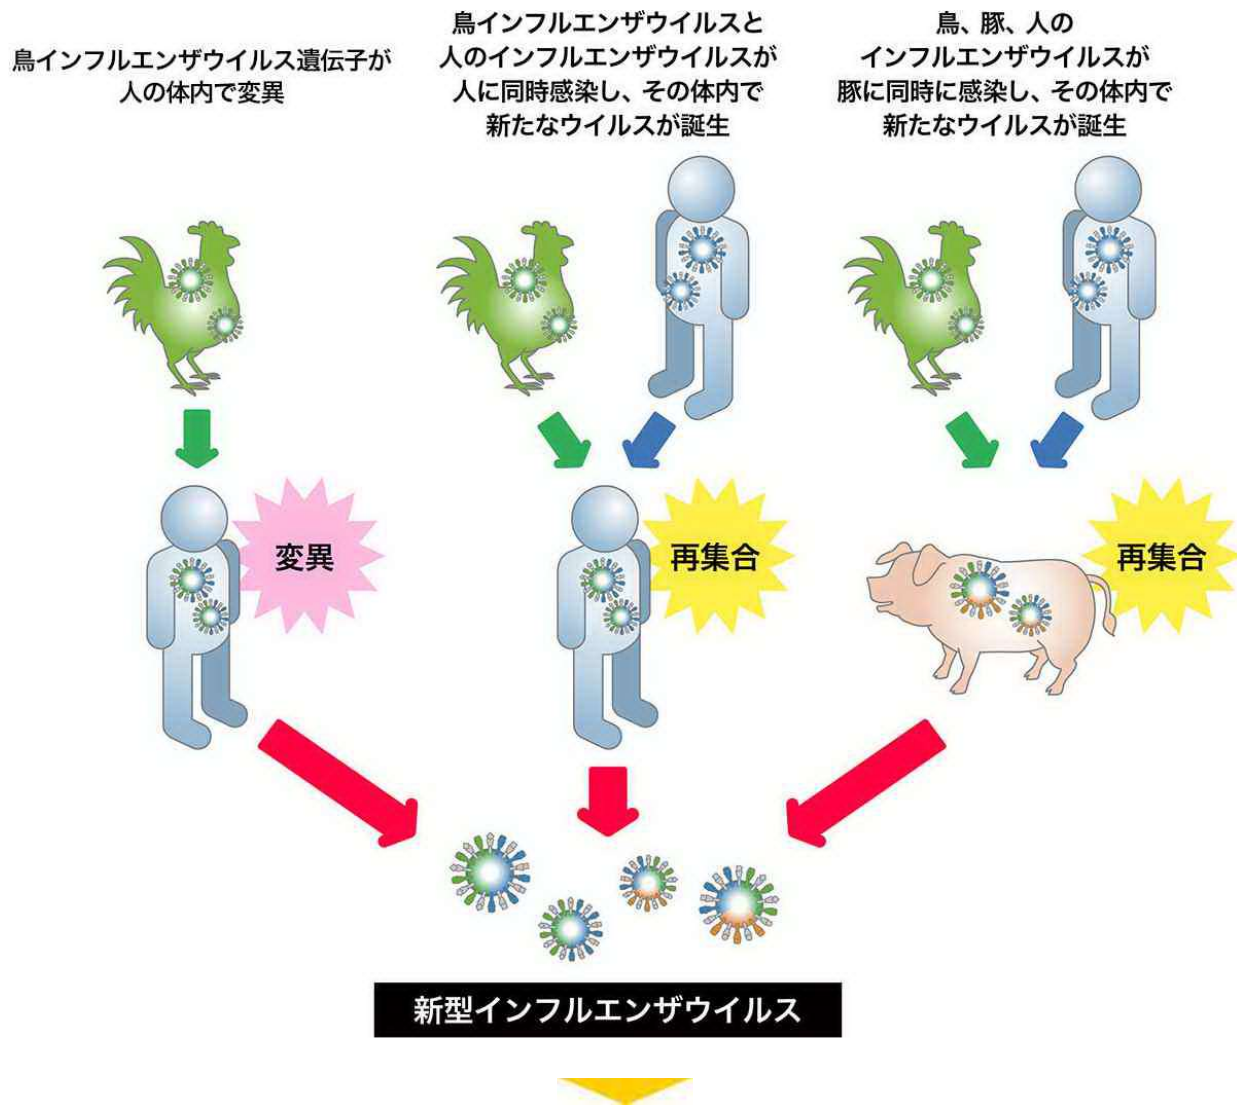 鳥インフルエンザウイルス遺伝子が
人の体内で変異
鳥インフルエンザウイルスと
人のインフルエンザウイルスが
人に同時感染し、その体内で
新たなウイルスが誕生
鳥、豚、人の
インフルエンザウイルスが
豚に同時に感染し、その体内で
新たなウイルスが誕生
変異
再集合
再集合
新型インフルエンザウイルス